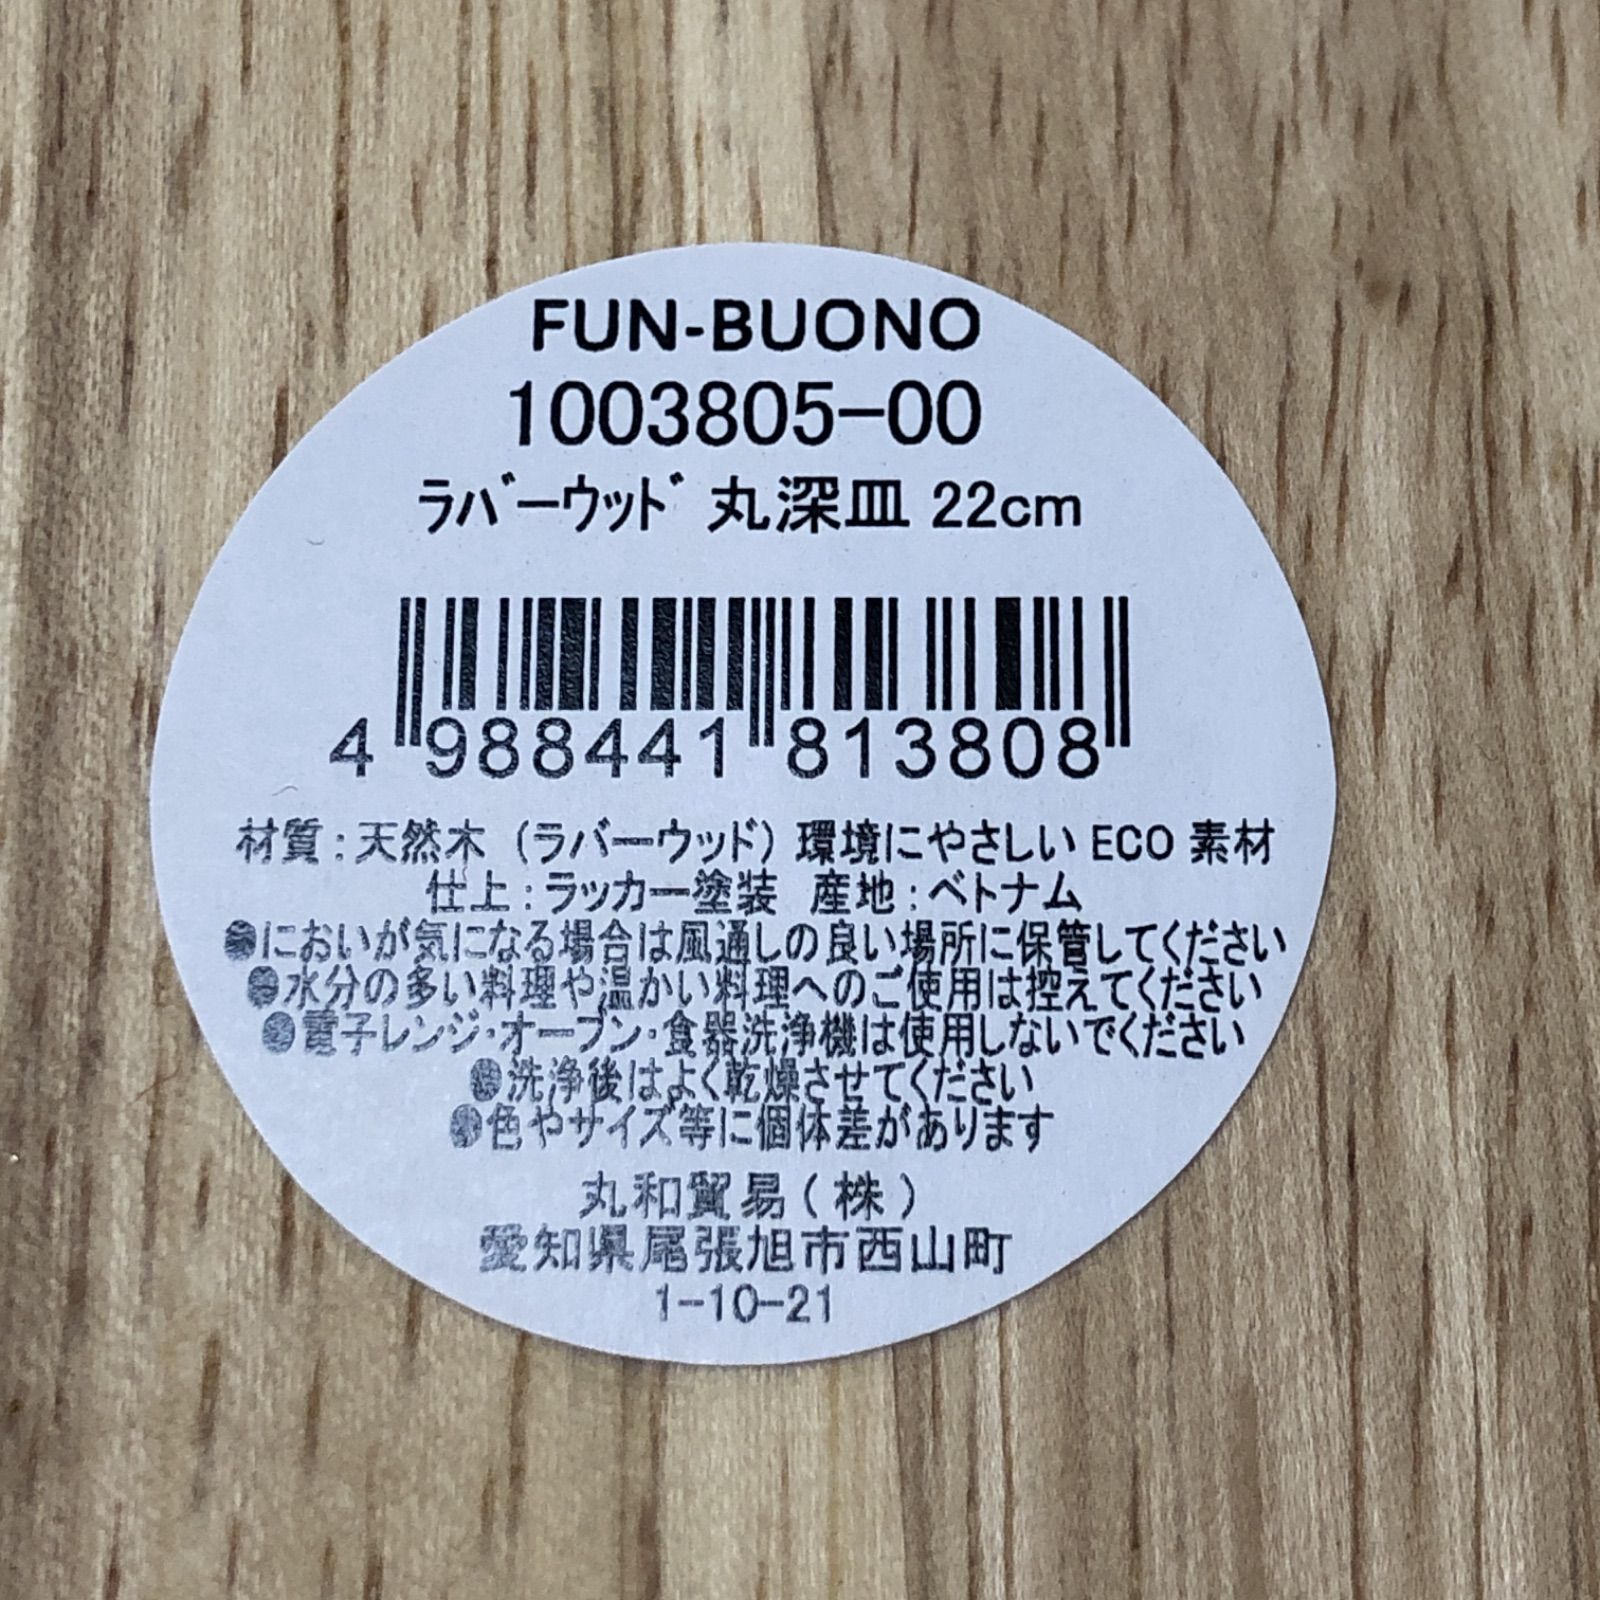 FUN-BUONO
1003805-00
ﾗﾊﾞｰｳｯﾄﾞ 丸深皿 22cm
4 988441 813808
材質：天然木（ラバーウッド）環境にやさしい ECO 素材
仕上：ラッカー塗装 産地：ベトナム
●においが気になる場合は風通しの良い場所に保管してください
●水分の多い料理や温かい料理へのご使用は控えてください
●電子レンジ･オーブン･食器洗浄機は使用しないでください
●洗浄後はよく乾燥させてください
●色やサイズ等に個体差があります
丸和貿易(株)
愛知県尾張旭市西山町
1-10-21